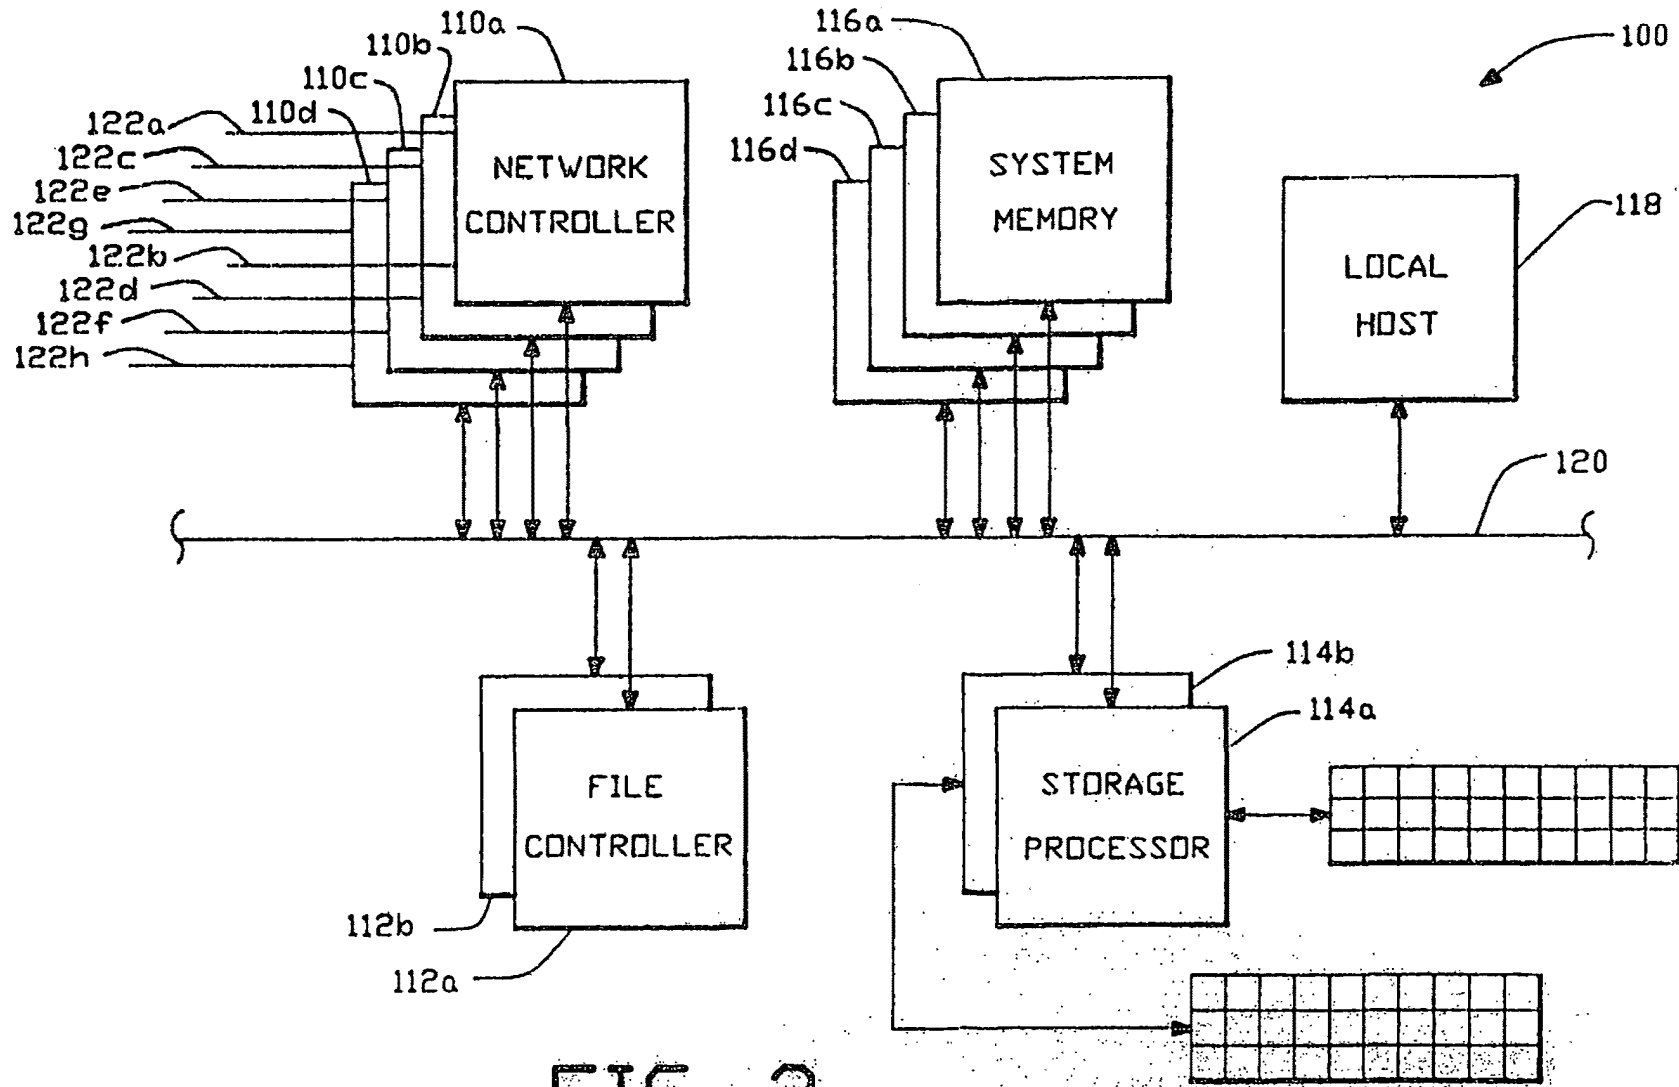 110a
116a
100
110b
116b
110c
116c
110d
122a
116d
122c
NETWORK
CONTROLLER
SYSTEM
MEMORY
122e
118
122g
122b
LOCAL
HOST
122d
122f
122h
120
114b
114a
FILE
CONTROLLER
STORAGE
PROCESSOR
112b
112a